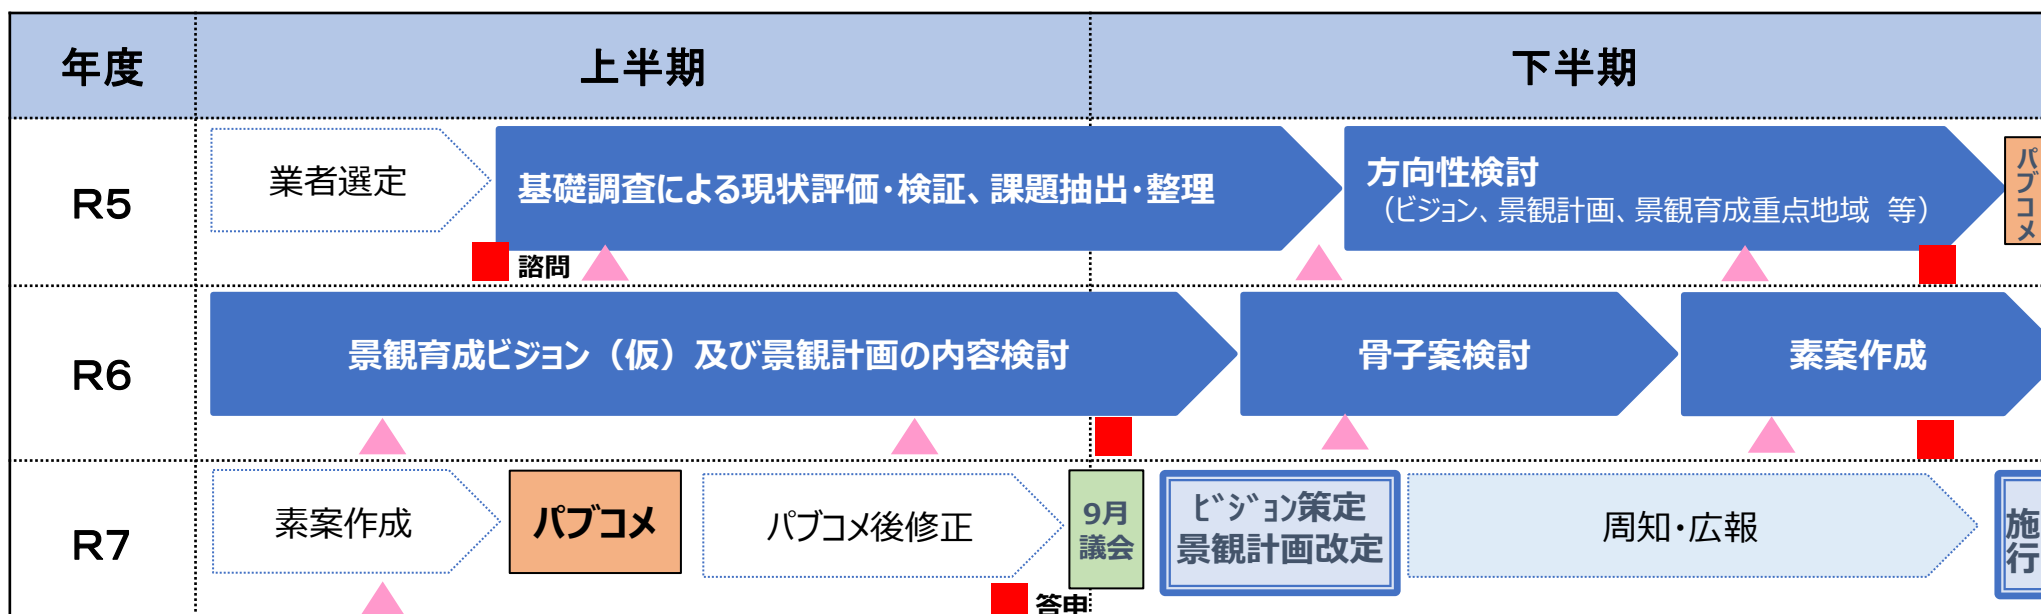 年度
上半期
下半期
R5
業者選定
基礎調査による現状評価・検証、課題抽出・整理
方向性検討
（ビジョン、景観計画、景観育成重点地域 等）
パブコメ
諮問
R6
景観育成ビジョン（仮）及び景観計画の内容検討
骨子案検討
素案作成
R7
素案作成
パブコメ
パブコメ後修正
9月
議会
ﾋﾞｼﾞｮﾝ策定
景観計画改定
周知・広報
施行
答申